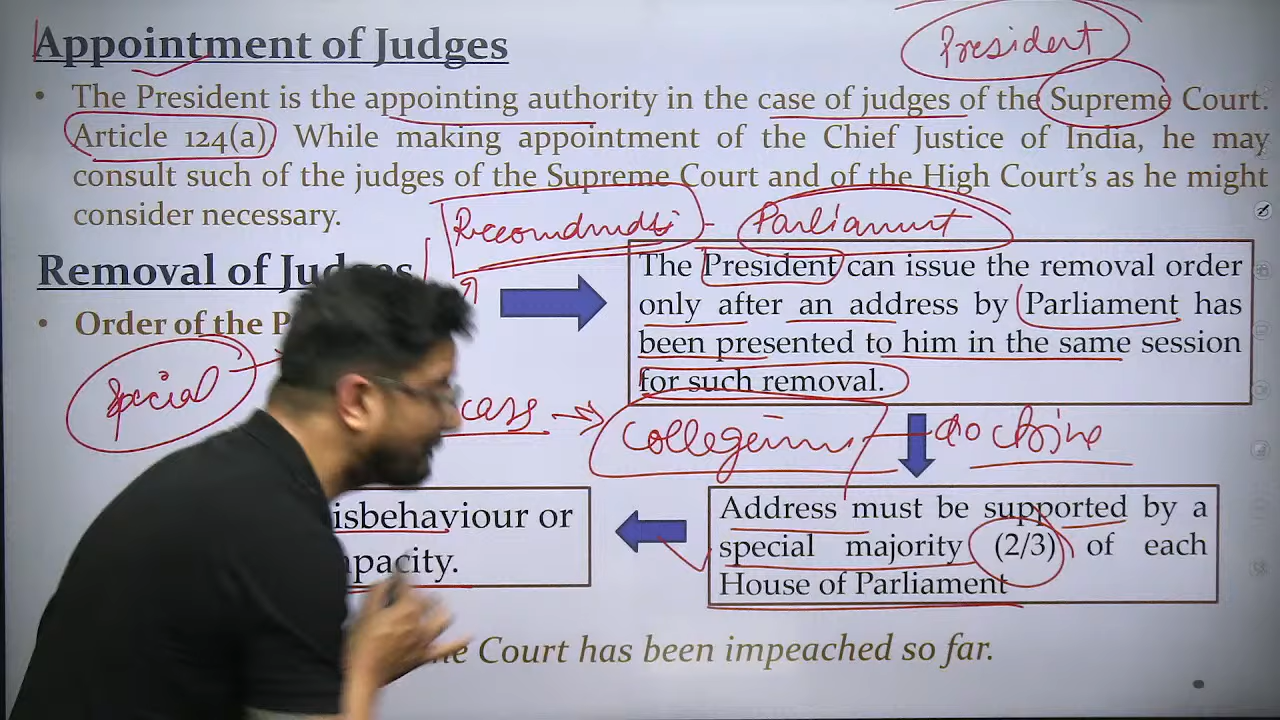 Appointment of Judges
President
• The President is the appointing authority in the case of judges of the Supreme Court.
Article 124(a). While making appointment of the Chief Justice of India, he may
consult such of the judges of the Supreme Court and of the High Court's as he might
consider necessary.
Parliament
Removal of Judges
• Order of the P
The President can issue the removal order
only after an address by Parliament has
been presented to him in the same session
for such removal.
Special
Collegium
Address must be supported by a
special majority (2/3) of each
House of Parliament
isbehaviour or
pacity.
Court has been impeached so far.